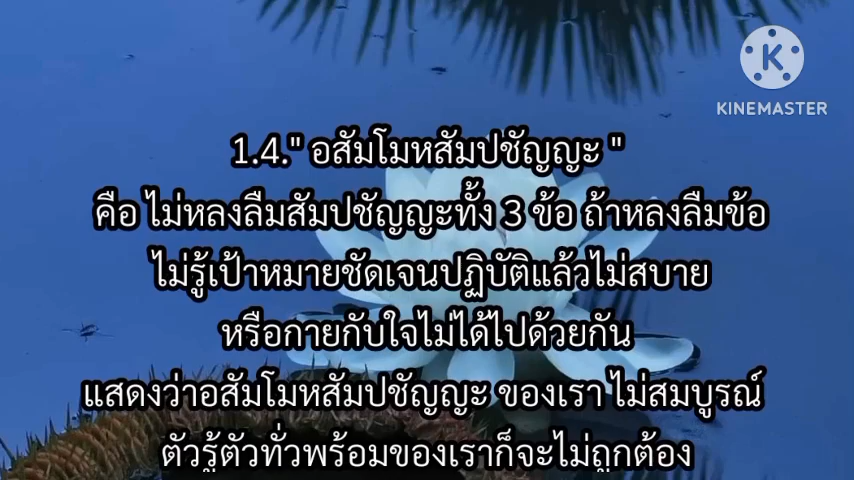 KINEMASTER
1.4." อสัมโมหสัมปชัญญะ "
คือ ไม่หลงลืมสัมปชัญญะทั้ง 3 ข้อ ถ้าหลงลืมข้อ
ไม่รู้เป้าหมายชัดเจนปฏิบัติแล้วไม่สบาย
หรือกายกับใจไม่ได้ไปด้วยกัน
แสดงว่าอสัมโมหสัมปชัญญะ ของเรา ไม่สมบูรณ์
ตัวรู้ตัวทั่วพร้อมของเราก็จะไม่ถูกต้อง